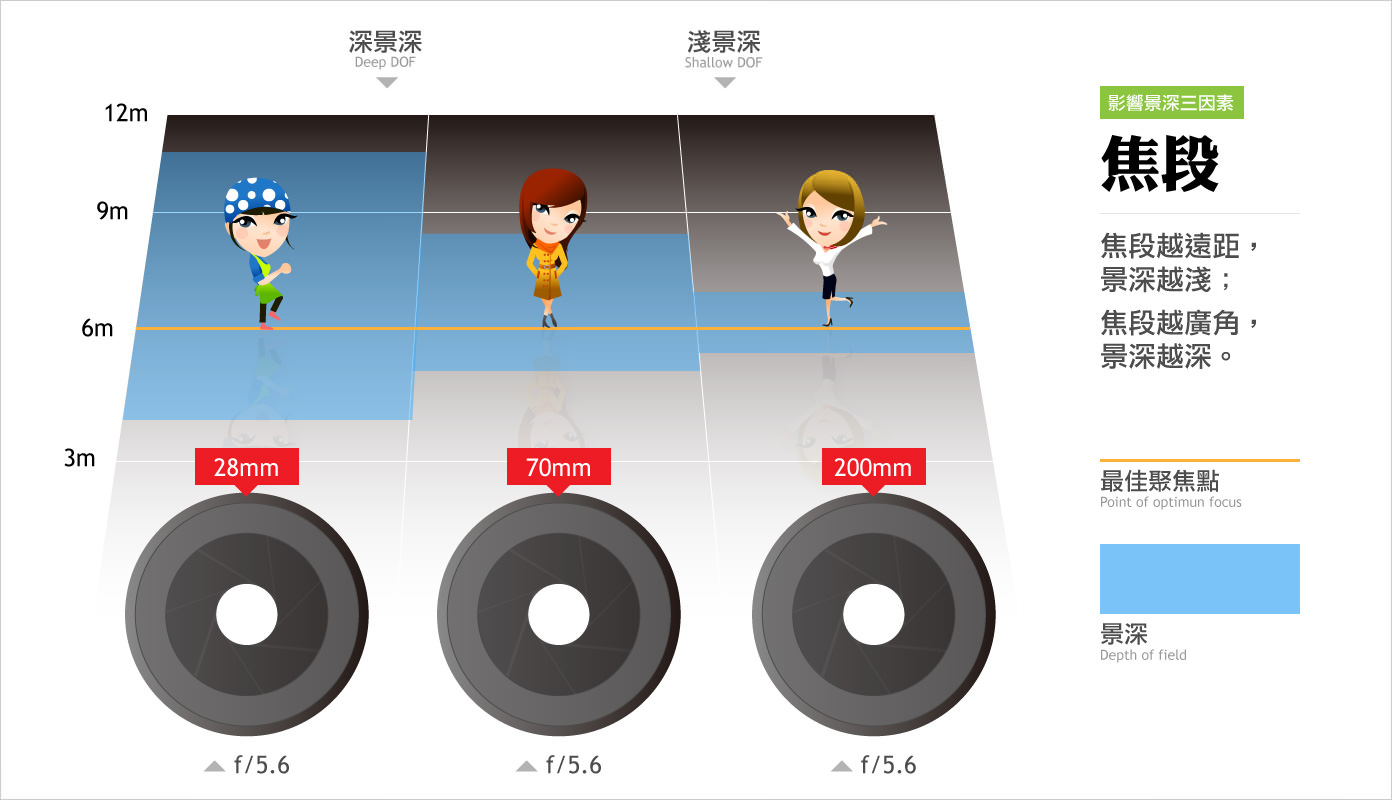 深景深
Deep DOF
淺景深
Shallow DOF
12m
9m
6m
3m
28mm
70mm
200mm
f/5.6
f/5.6
f/5.6
影響景深三因素
焦段
焦段越遠距，
景深越淺；
焦段越廣角，
景深越深。
最佳聚焦點
Point of optimun focus
景深
Depth of field